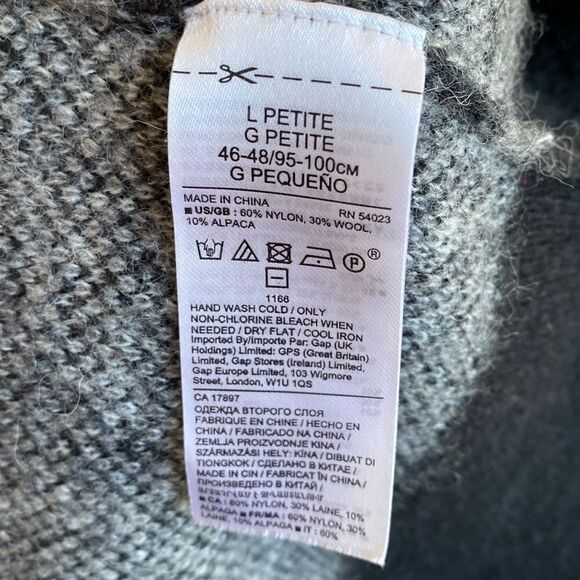 L PETITE
G PETITE
46-48/95-100CM
G PEQUEÑO
MADE IN CHINA RN 54023
■ US/GB : 60% NYLON, 30% WOOL,
10% ALPACA
P ®
1166
HAND WASH COLD / ONLY
NON-CHLORINE BLEACH WHEN
NEEDED / DRY FLAT / COOL IRON
Imported By/Importe Par: Gap (UK
Holdings) Limited: GPS (Great Britain)
Limited, Gap Stores (Ireland) Limited,
Gap Europe Limited, 103 Wigmore
Street, London, W1U 1QS
CA 17897
ОДЕЖДА ВТОРОГО СЛОЯ
FABRIQUE EN CHINE / HECHO EN
CHINA / FABRICADO NA CHINA /
ZEMLJA PROIZVODNJE KINA /
SZÁRMAZÁSI HELY: KÍNA / DIBUAT DI
TIONGKOK / СДЕЛАНО В КИТАЕ /
MADE IN CIN / FABRICAT ÎN CHINA
/ПРОИЗВЕДЕНО В КИТАЙ /
■ CA : 60% NYLON, 30% LAINE, 10%
ALPAGA ■ FR/MA : 60% NYLON, 30%
LAINE, 10% ALPAGA ■ IT : 60%